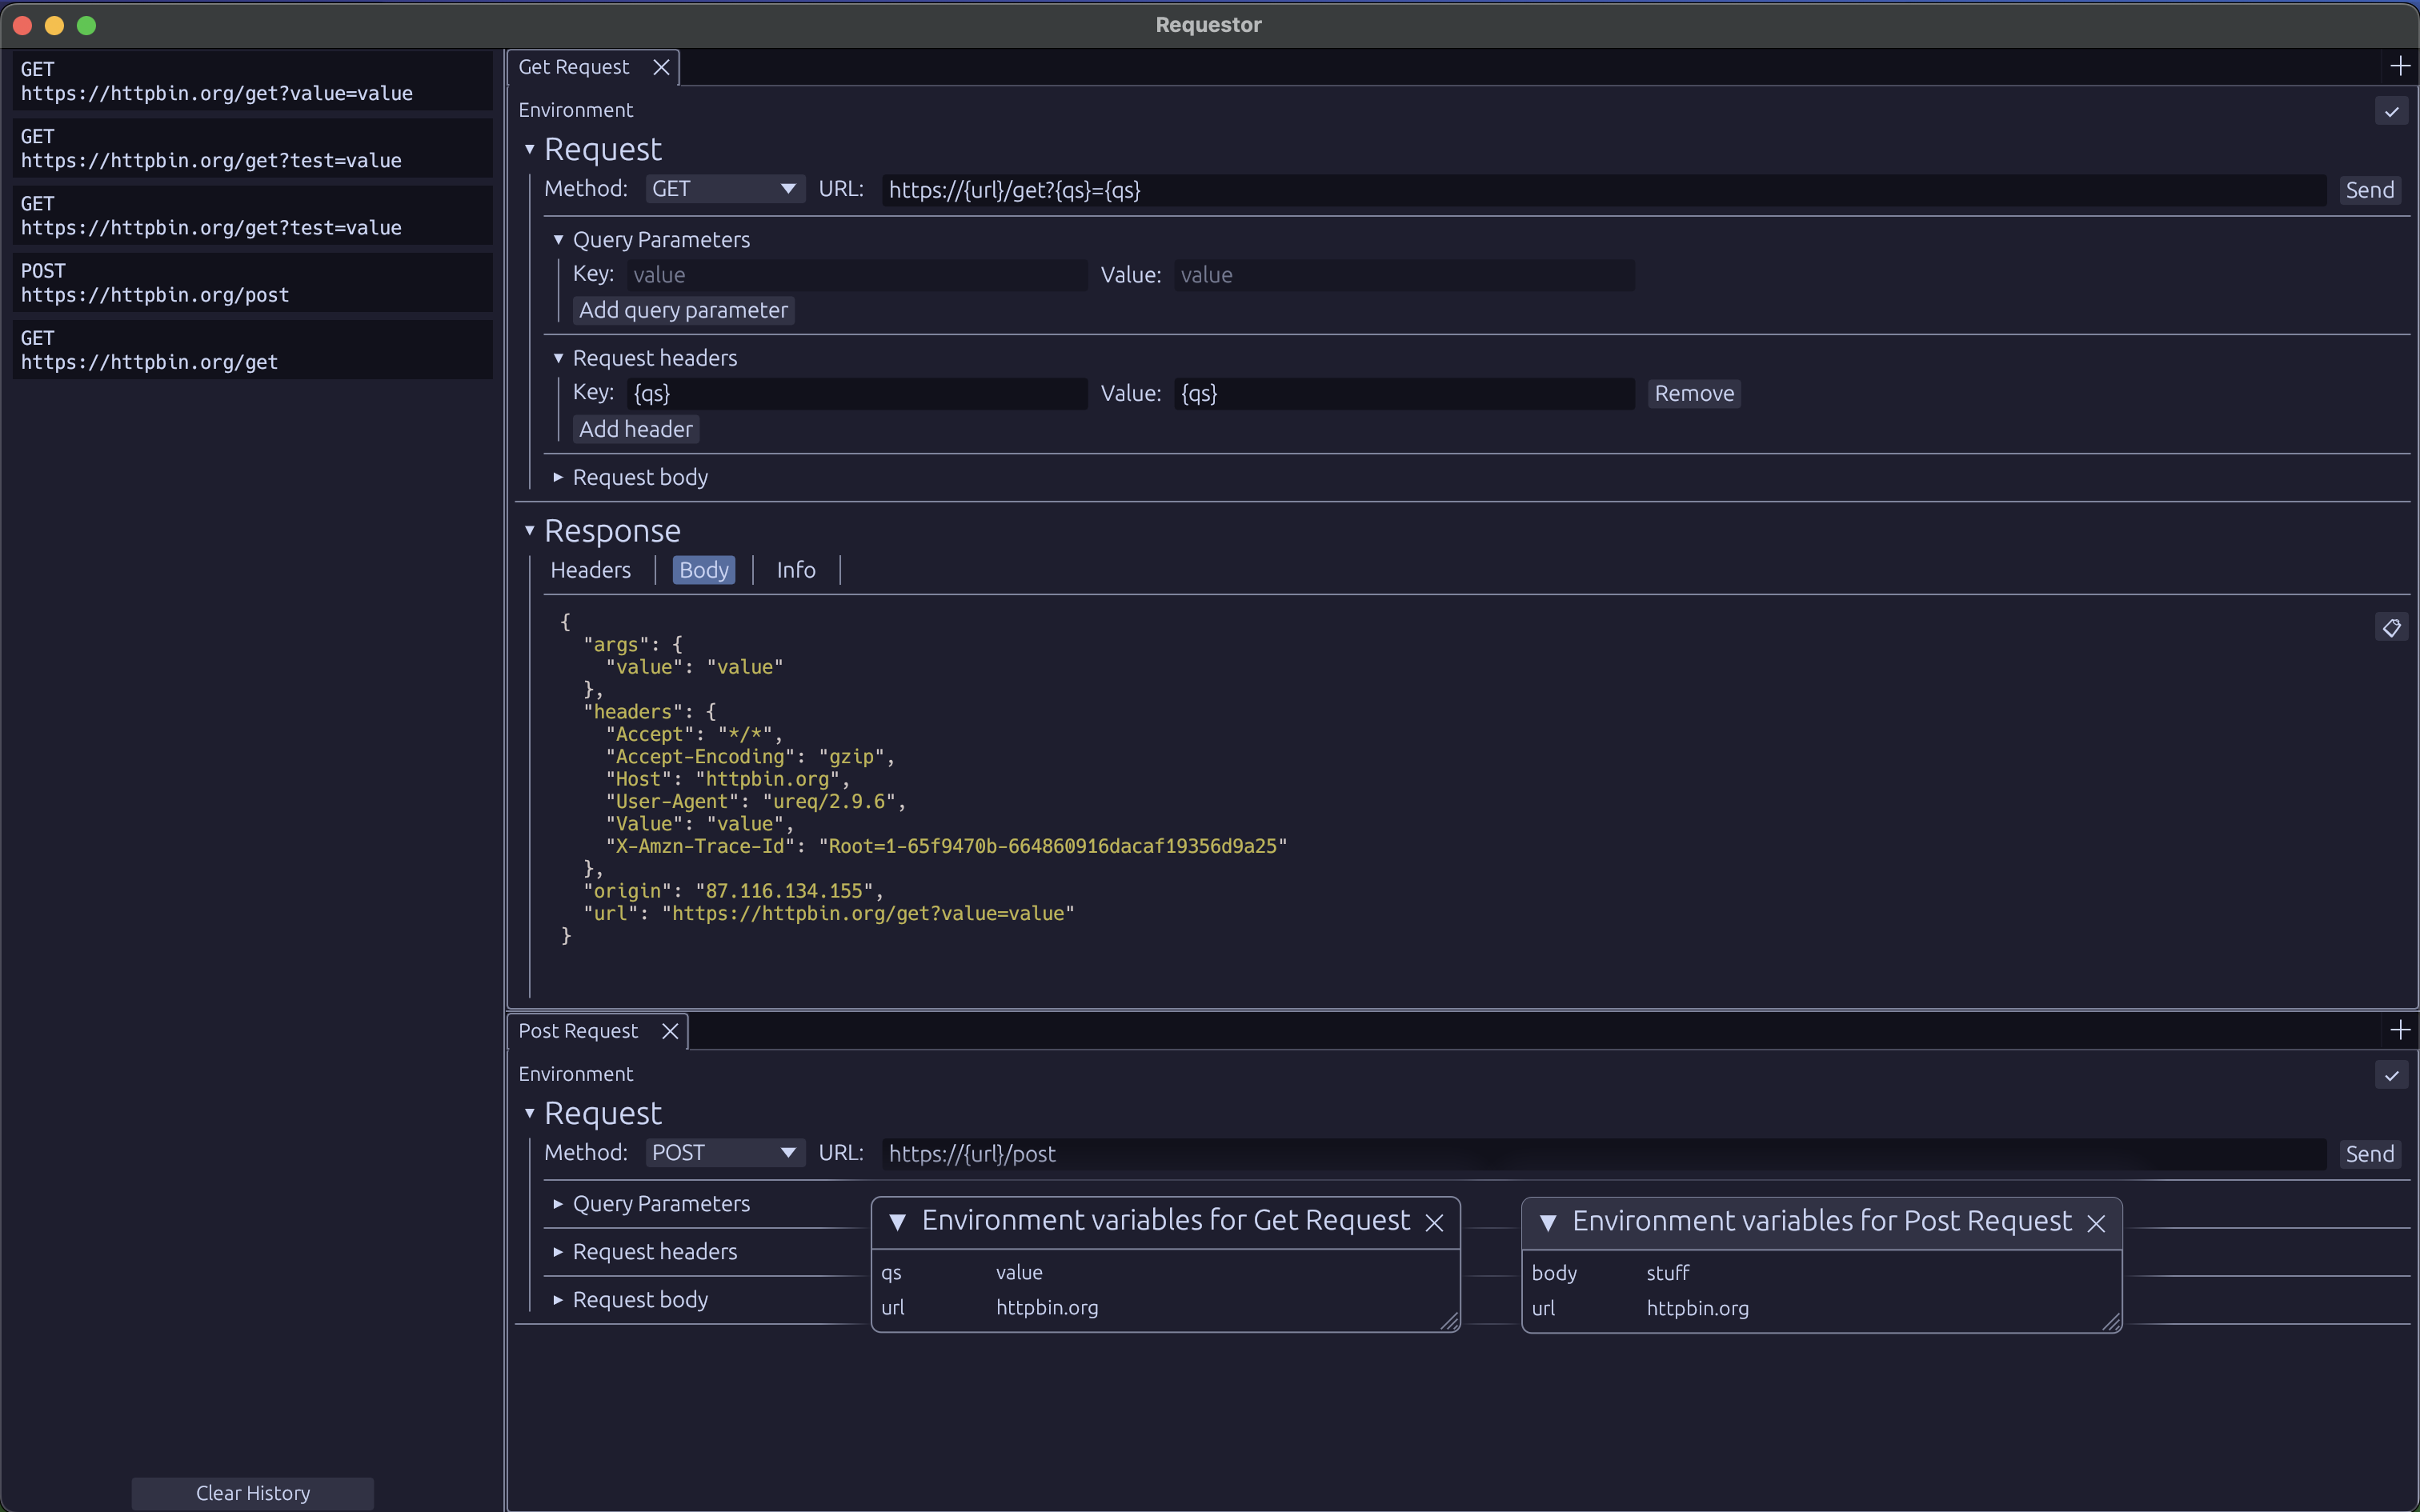 Requestor
GET
https://httpbin.org/get?value=value
GET
https://httpbin.org/get?test=value
GET
https://httpbin.org/get?test=value
POST
https://httpbin.org/post
GET
https://httpbin.org/get
Clear History
Get Request
Environment
Request
Method: GET URL: https://{url}/get?{qs}={qs} Send
Query Parameters
Key: value Value: value
Add query parameter
Request headers
Key: {qs} Value: {qs} Remove
Add header
Request body
Response
Headers Body Info
{
"args": {
"value": "value"
},
"headers": {
"Accept": "*/*",
"Accept-Encoding": "gzip",
"Host": "httpbin.org",
"User-Agent": "ureq/2.9.6",
"Value": "value",
"X-Amzn-Trace-Id": "Root=1-65f9470b-664860916dacaf19356d9a25"
},
"origin": "87.116.134.155",
"url": "https://httpbin.org/get?value=value"
}
Post Request
Environment
Request
Method: POST URL: https://{url}/post Send
Query Parameters
Request headers
Request body
Environment variables for Get Request
qs value
url httpbin.org
Environment variables for Post Request
body stuff
url httpbin.org